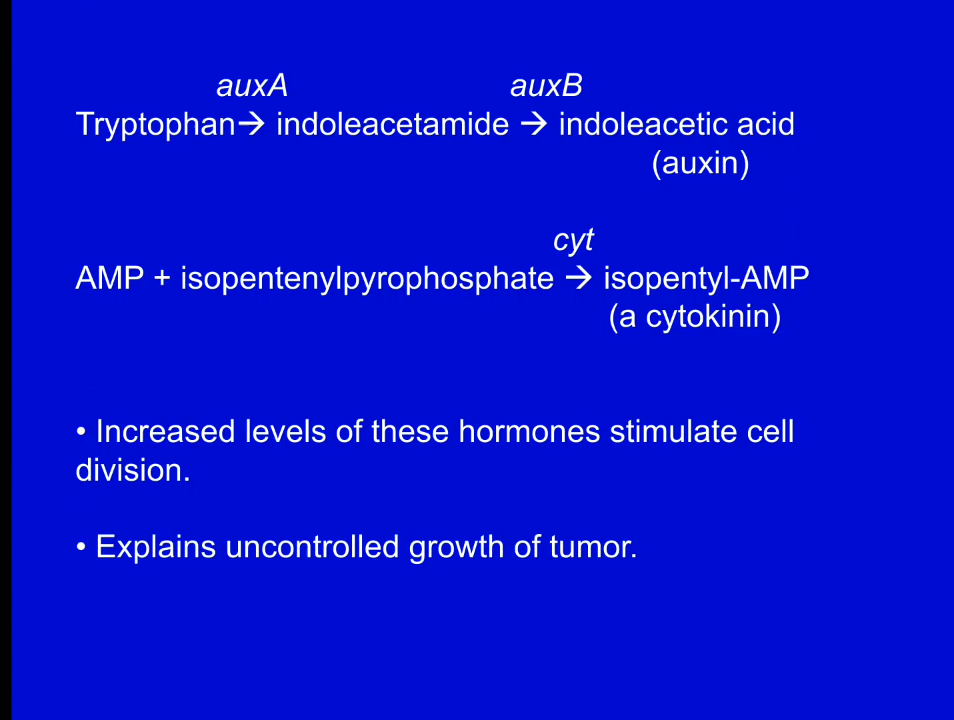 auxA auxB
Tryptophan→ indoleacetamide → indoleacetic acid
(auxin)
cyt
AMP + isopentenylpyrophosphate → isopentyl-AMP
(a cytokinin)
• Increased levels of these hormones stimulate cell
division.
• Explains uncontrolled growth of tumor.